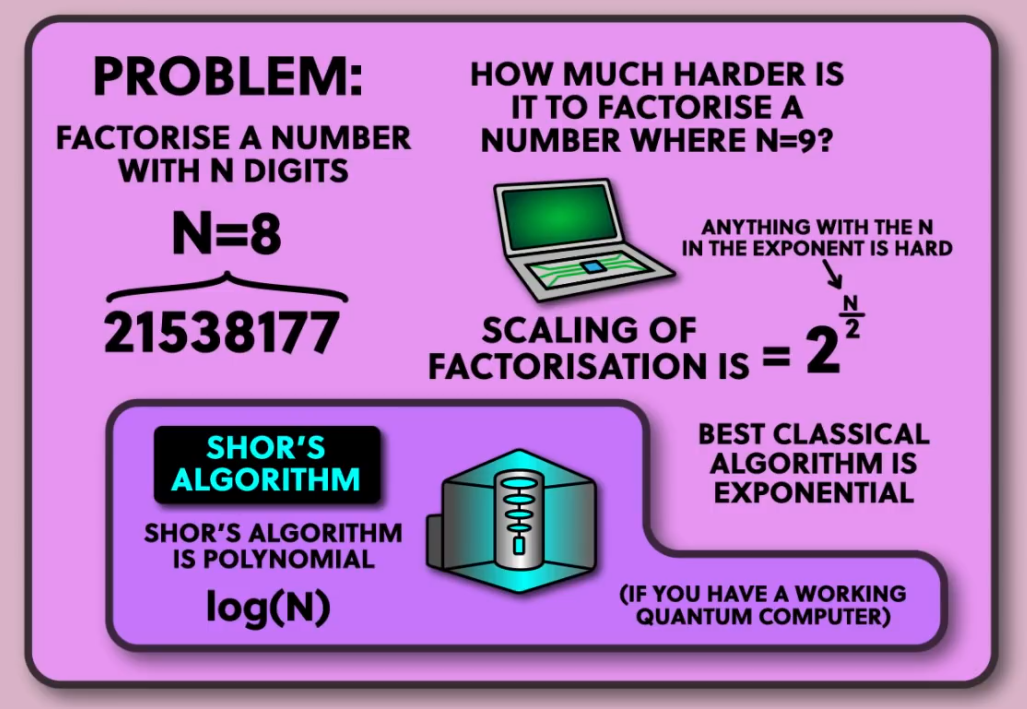 PROBLEM:
FACTORISE A NUMBER
WITH N DIGITS
N=8
21538177
HOW MUCH HARDER IS
IT TO FACTORISE A
NUMBER WHERE N=9?
ANYTHING WITH THE N
IN THE EXPONENT IS HARD
SCALING OF
FACTORISATION IS = 2^(N/2)
BEST CLASSICAL
ALGORITHM IS
EXPONENTIAL
SHOR'S
ALGORITHM
SHOR'S ALGORITHM
IS POLYNOMIAL
log(N)
(IF YOU HAVE A WORKING
QUANTUM COMPUTER)